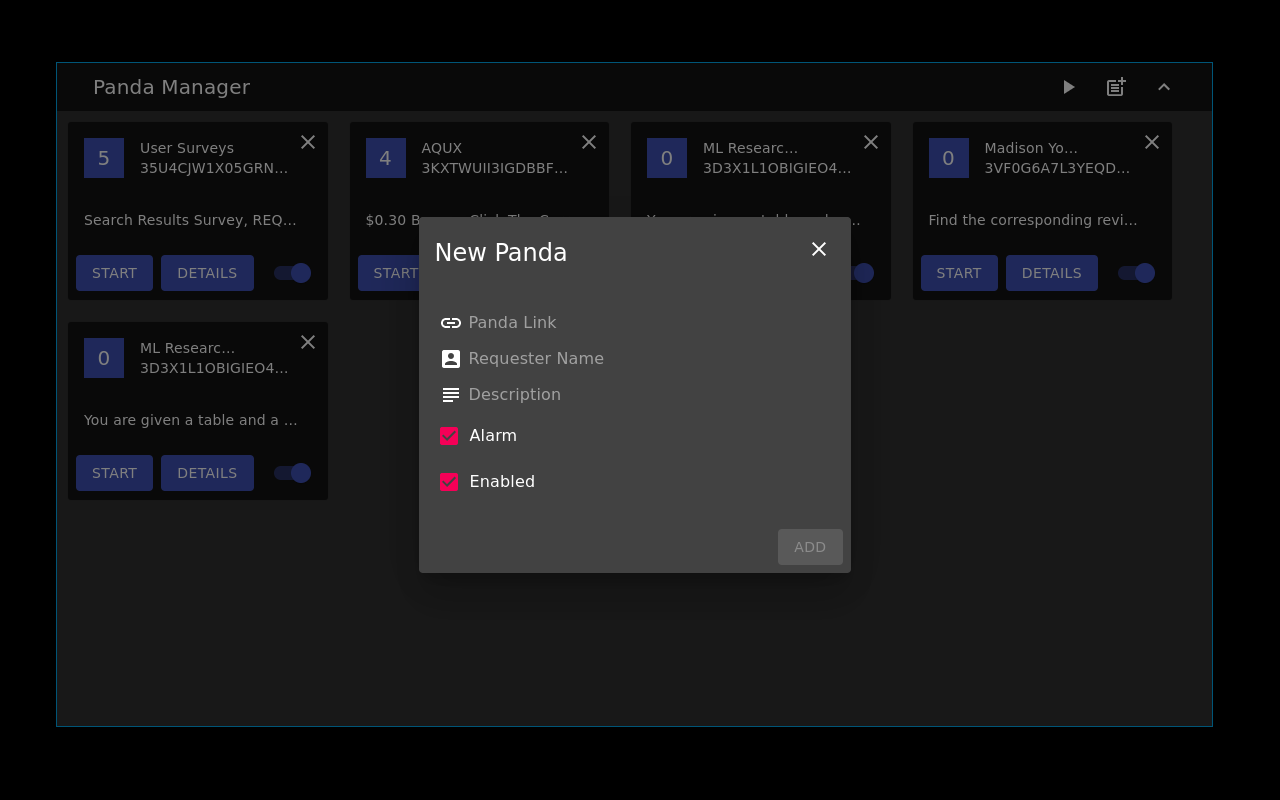 Panda Manager
5
User Surveys
35U4CJW1X05GRN...
Search Results Survey, REQ...
START
DETAILS
4
AQUX
3KXTWUII3IGDBBF...
$0.30 B
START
0
ML Researc...
3D3X1L1OBIGIEO4...
0
Madison Yo...
3VF0G6A7L3YEQD...
Find the corresponding revi...
START
DETAILS
0
ML Researc...
3D3X1L1OBIGIEO4...
You are given a table and a ...
START
DETAILS
New Panda
Panda Link
Requester Name
Description
Alarm
Enabled
ADD